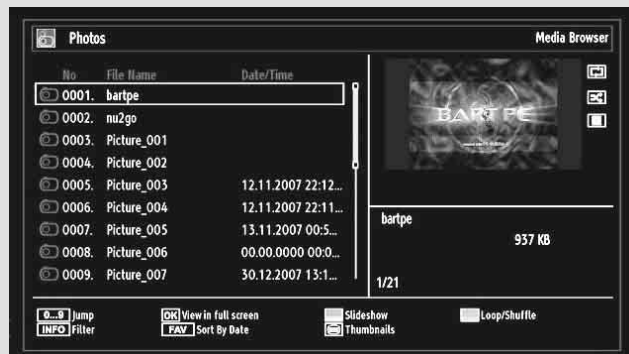 Photos Media Browser
No File Name Date/Time
0001. bartpe
0002. nu2go
0003. Picture_001
0004. Picture_002
0005. Picture_003 12.11.2007 22:12...
0006. Picture_004 12.11.2007 22:11...
0007. Picture_005 13.11.2007 00:5...
0008. Picture_006 00.00.0000 00:0...
0009. Picture_007 30.12.2007 13:1...
BART PE
bartpe
937 KB
1/21
0...9 Jump OK View in full screen Slideshow Loop/Shuffle
INFO Filter FAV Sort By Date Thumbnails